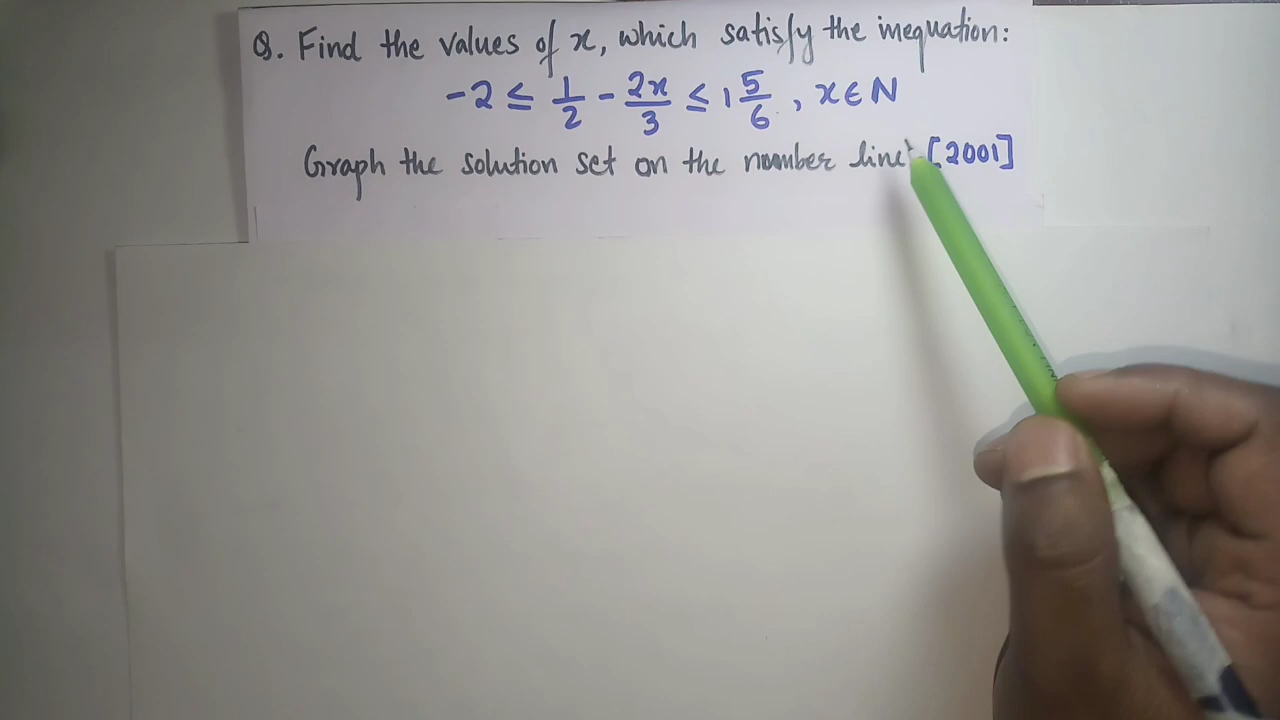 Q. Find the values of x, which satisfy the inequation:
-2 ≤ 1/2 - 2x/3 ≤ 1 5/6, x ∈ N
Graph the solution set on the number line. [2001]